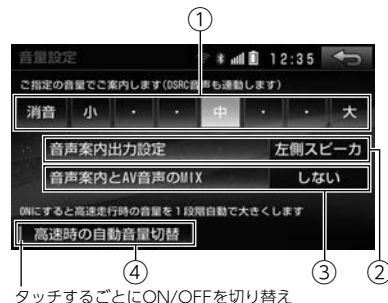 ①
音量設定 12:35
ご指定の音量でご案内します(DSRC音声も連動します)
消音 小 ・ ・ 中 ・ ・ 大
音声案内出力設定 左側スピーカ
音声案内とAV音声のMIX しない
ONにすると高速走行時の音量を1段階自動で大きくします
高速時の自動音量切替
④ ③ ②
タッチするごとにON/OFFを切り替え